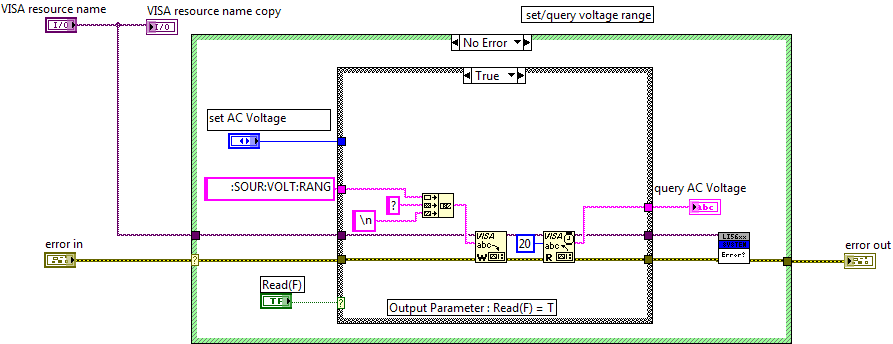 VISA resource name
VISA resource name copy
set/query voltage range
I/O
I/O
No Error
True
set AC Voltage
:SOUR:VOLT:RANG
?
\n
query AC Voltage
abc
VISA
abc
W
20
VISA
abc
R
LIS6xx
Error?
error in
error out
?
Read(F)
TF
?
Output Parameter : Read(F) = T